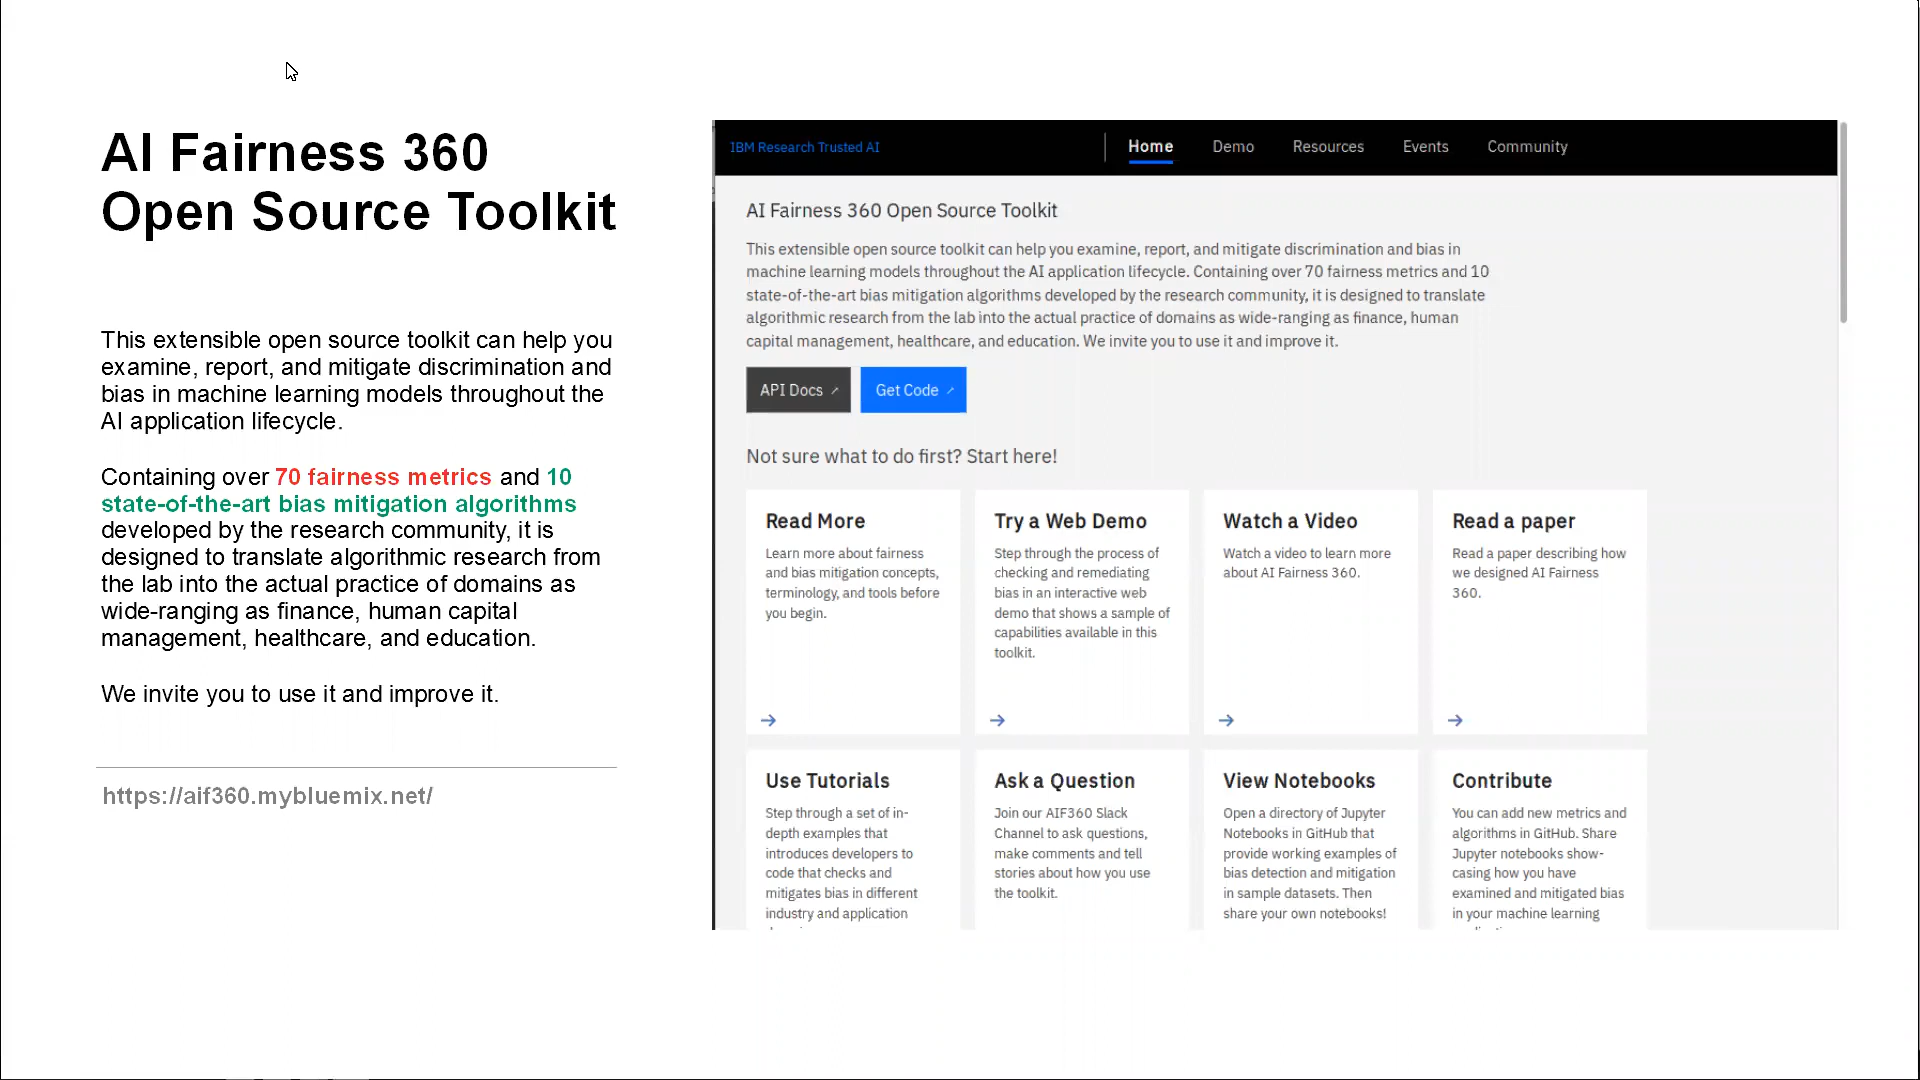 AI Fairness 360
Open Source Toolkit
This extensible open source toolkit can help you
examine, report, and mitigate discrimination and
bias in machine learning models throughout the
AI application lifecycle.
Containing over 70 fairness metrics and 10
state-of-the-art bias mitigation algorithms
developed by the research community, it is
designed to translate algorithmic research from
the lab into the actual practice of domains as
wide-ranging as finance, human capital
management, healthcare, and education.
We invite you to use it and improve it.
https://aif360.mybluemix.net/
IBM Research Trusted AI
Home Demo Resources Events Community
AI Fairness 360 Open Source Toolkit
This extensible open source toolkit can help you examine, report, and mitigate discrimination and bias in
machine learning models throughout the AI application lifecycle. Containing over 70 fairness metrics and 10
state-of-the-art bias mitigation algorithms developed by the research community, it is designed to translate
algorithmic research from the lab into the actual practice of domains as wide-ranging as finance, human
capital management, healthcare, and education. We invite you to use it and improve it.
API Docs Get Code
Not sure what to do first? Start here!
Read More
Learn more about fairness
and bias mitigation concepts,
terminology, and tools before
you begin.
Try a Web Demo
Step through the process of
checking and remediating
bias in an interactive web
demo that shows a sample of
capabilities available in this
toolkit.
Watch a Video
Watch a video to learn more
about AI Fairness 360.
Read a paper
Read a paper describing how
we designed AI Fairness
360.
Use Tutorials
Step through a set of in-
depth examples that
introduces developers to
code that checks and
mitigates bias in different
industry and application
Ask a Question
Join our AIF360 Slack
Channel to ask questions,
make comments and tell
stories about how you use
the toolkit.
View Notebooks
Open a directory of Jupyter
Notebooks in GitHub that
provide working examples of
bias detection and mitigation
in sample datasets. Then
share your own notebooks!
Contribute
You can add new metrics and
algorithms in GitHub. Share
Jupyter notebooks show-
casing how you have
examined and mitigated bias
in your machine learning